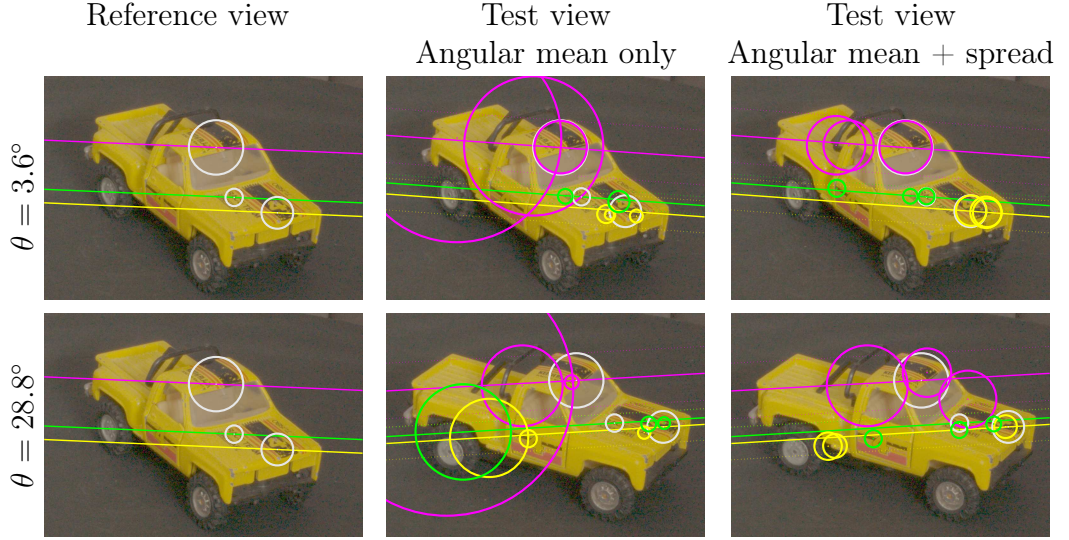 Reference view
Test view
Angular mean only
Test view
Angular mean + spread
θ = 3.6°
θ = 28.8°